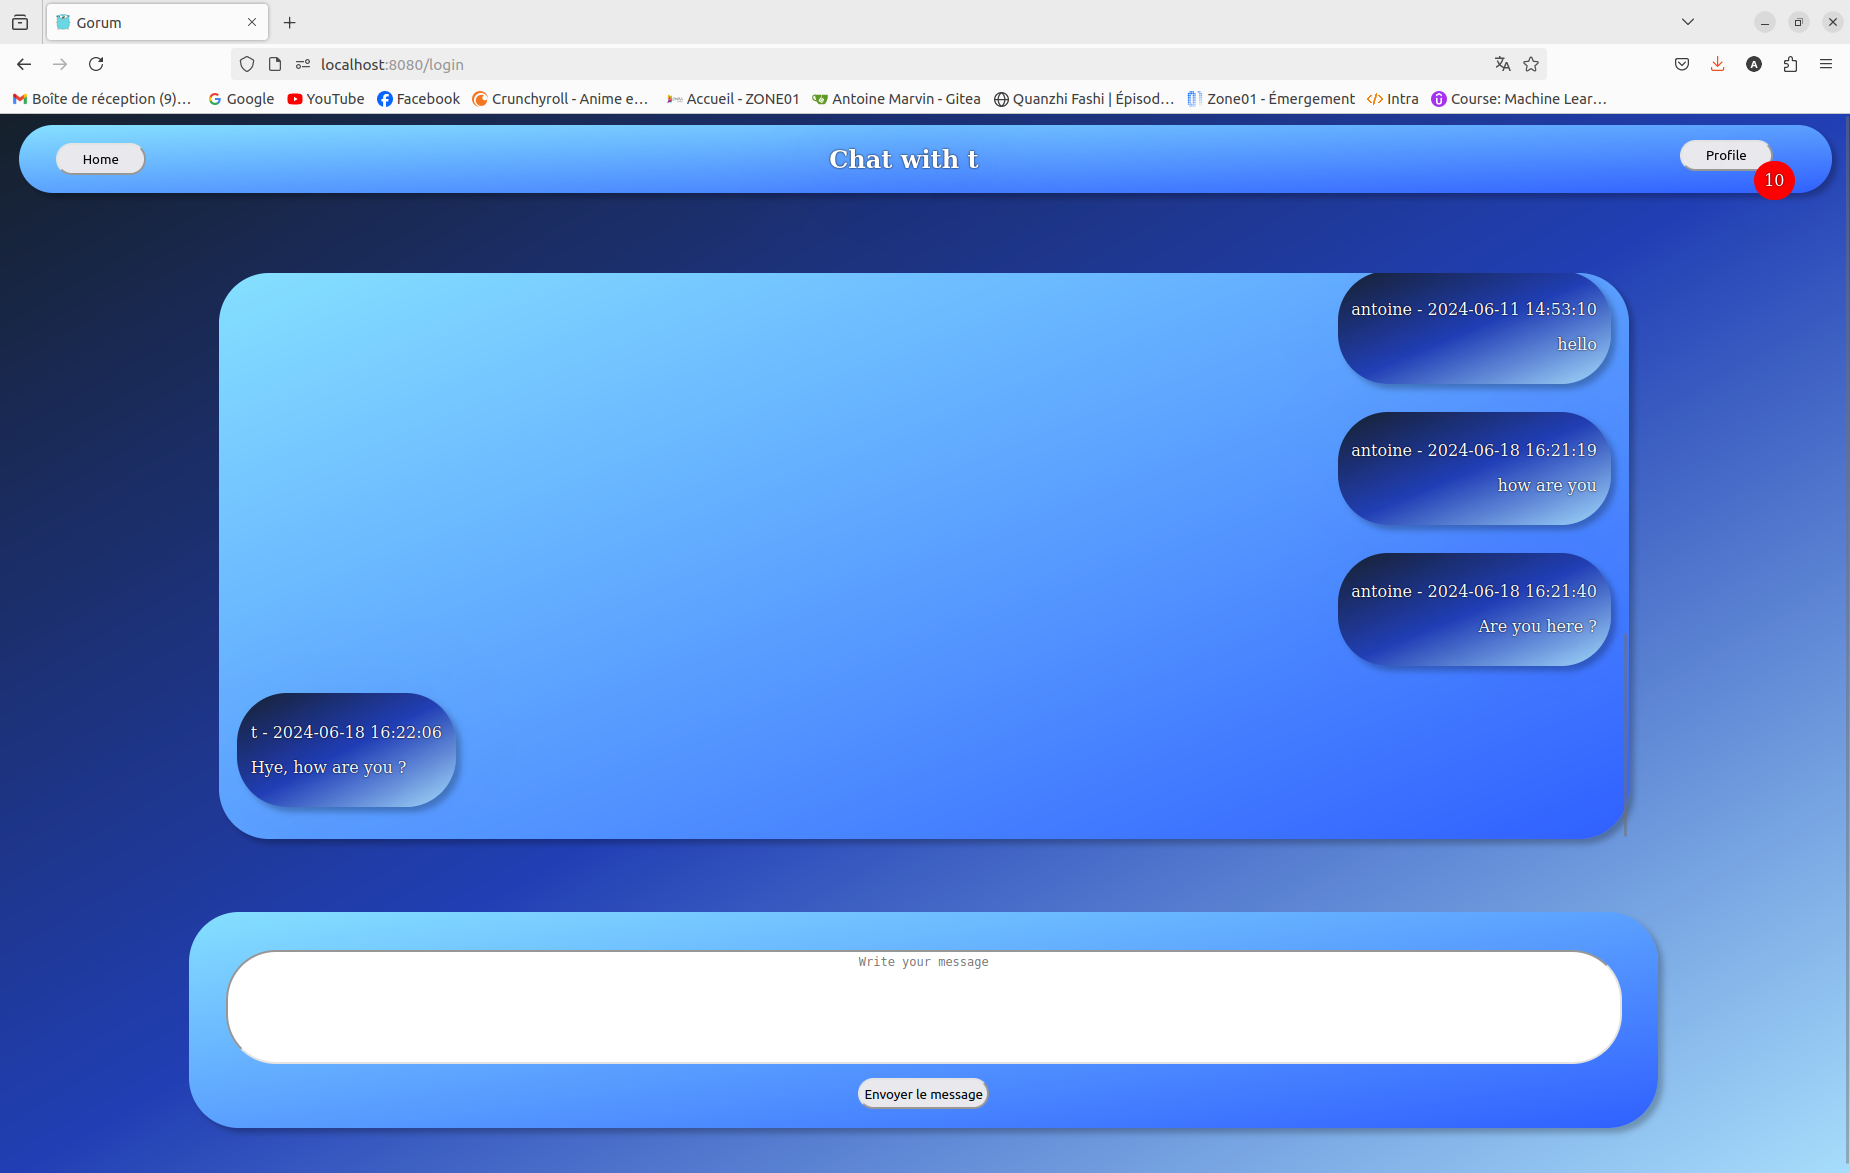 Gorum
localhost:8080/login
A
Boîte de réception (9)…
Google
YouTube
Facebook
Crunchyroll - Anime e…
Accueil - ZONE01
Antoine Marvin - Gitea
Quanzhi Fashi | Épisod…
Zone01 - Émergement
Intra
Course: Machine Lear…
Home
Chat with t
Profile
10
antoine - 2024-06-11 14:53:10
hello
antoine - 2024-06-18 16:21:19
how are you
antoine - 2024-06-18 16:21:40
Are you here ?
t - 2024-06-18 16:22:06
Hye, how are you ?
Write your message
Envoyer le message